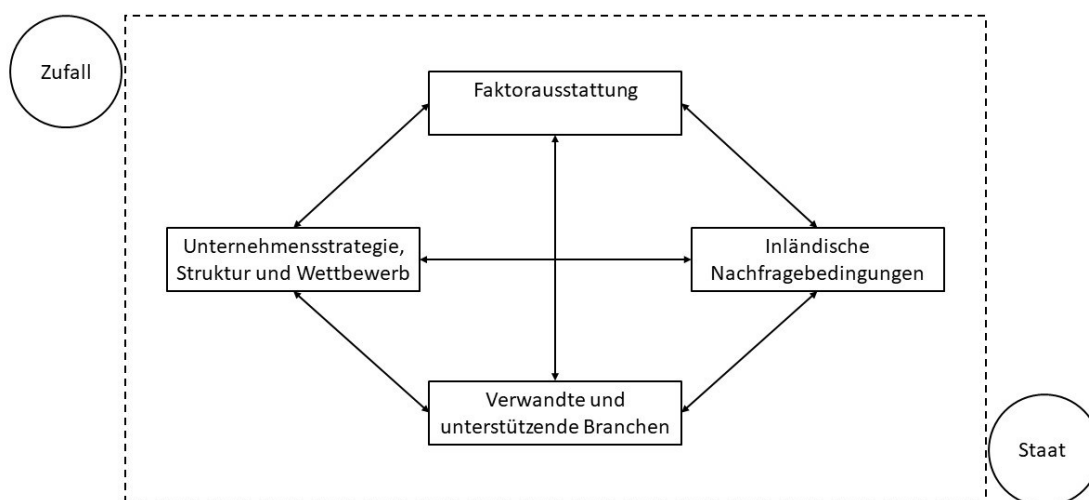 Zufall
Faktorausstattung
Unternehmensstrategie,
Struktur und Wettbewerb
Inländische
Nachfragebedingungen
Verwandte und
unterstützende Branchen
Staat